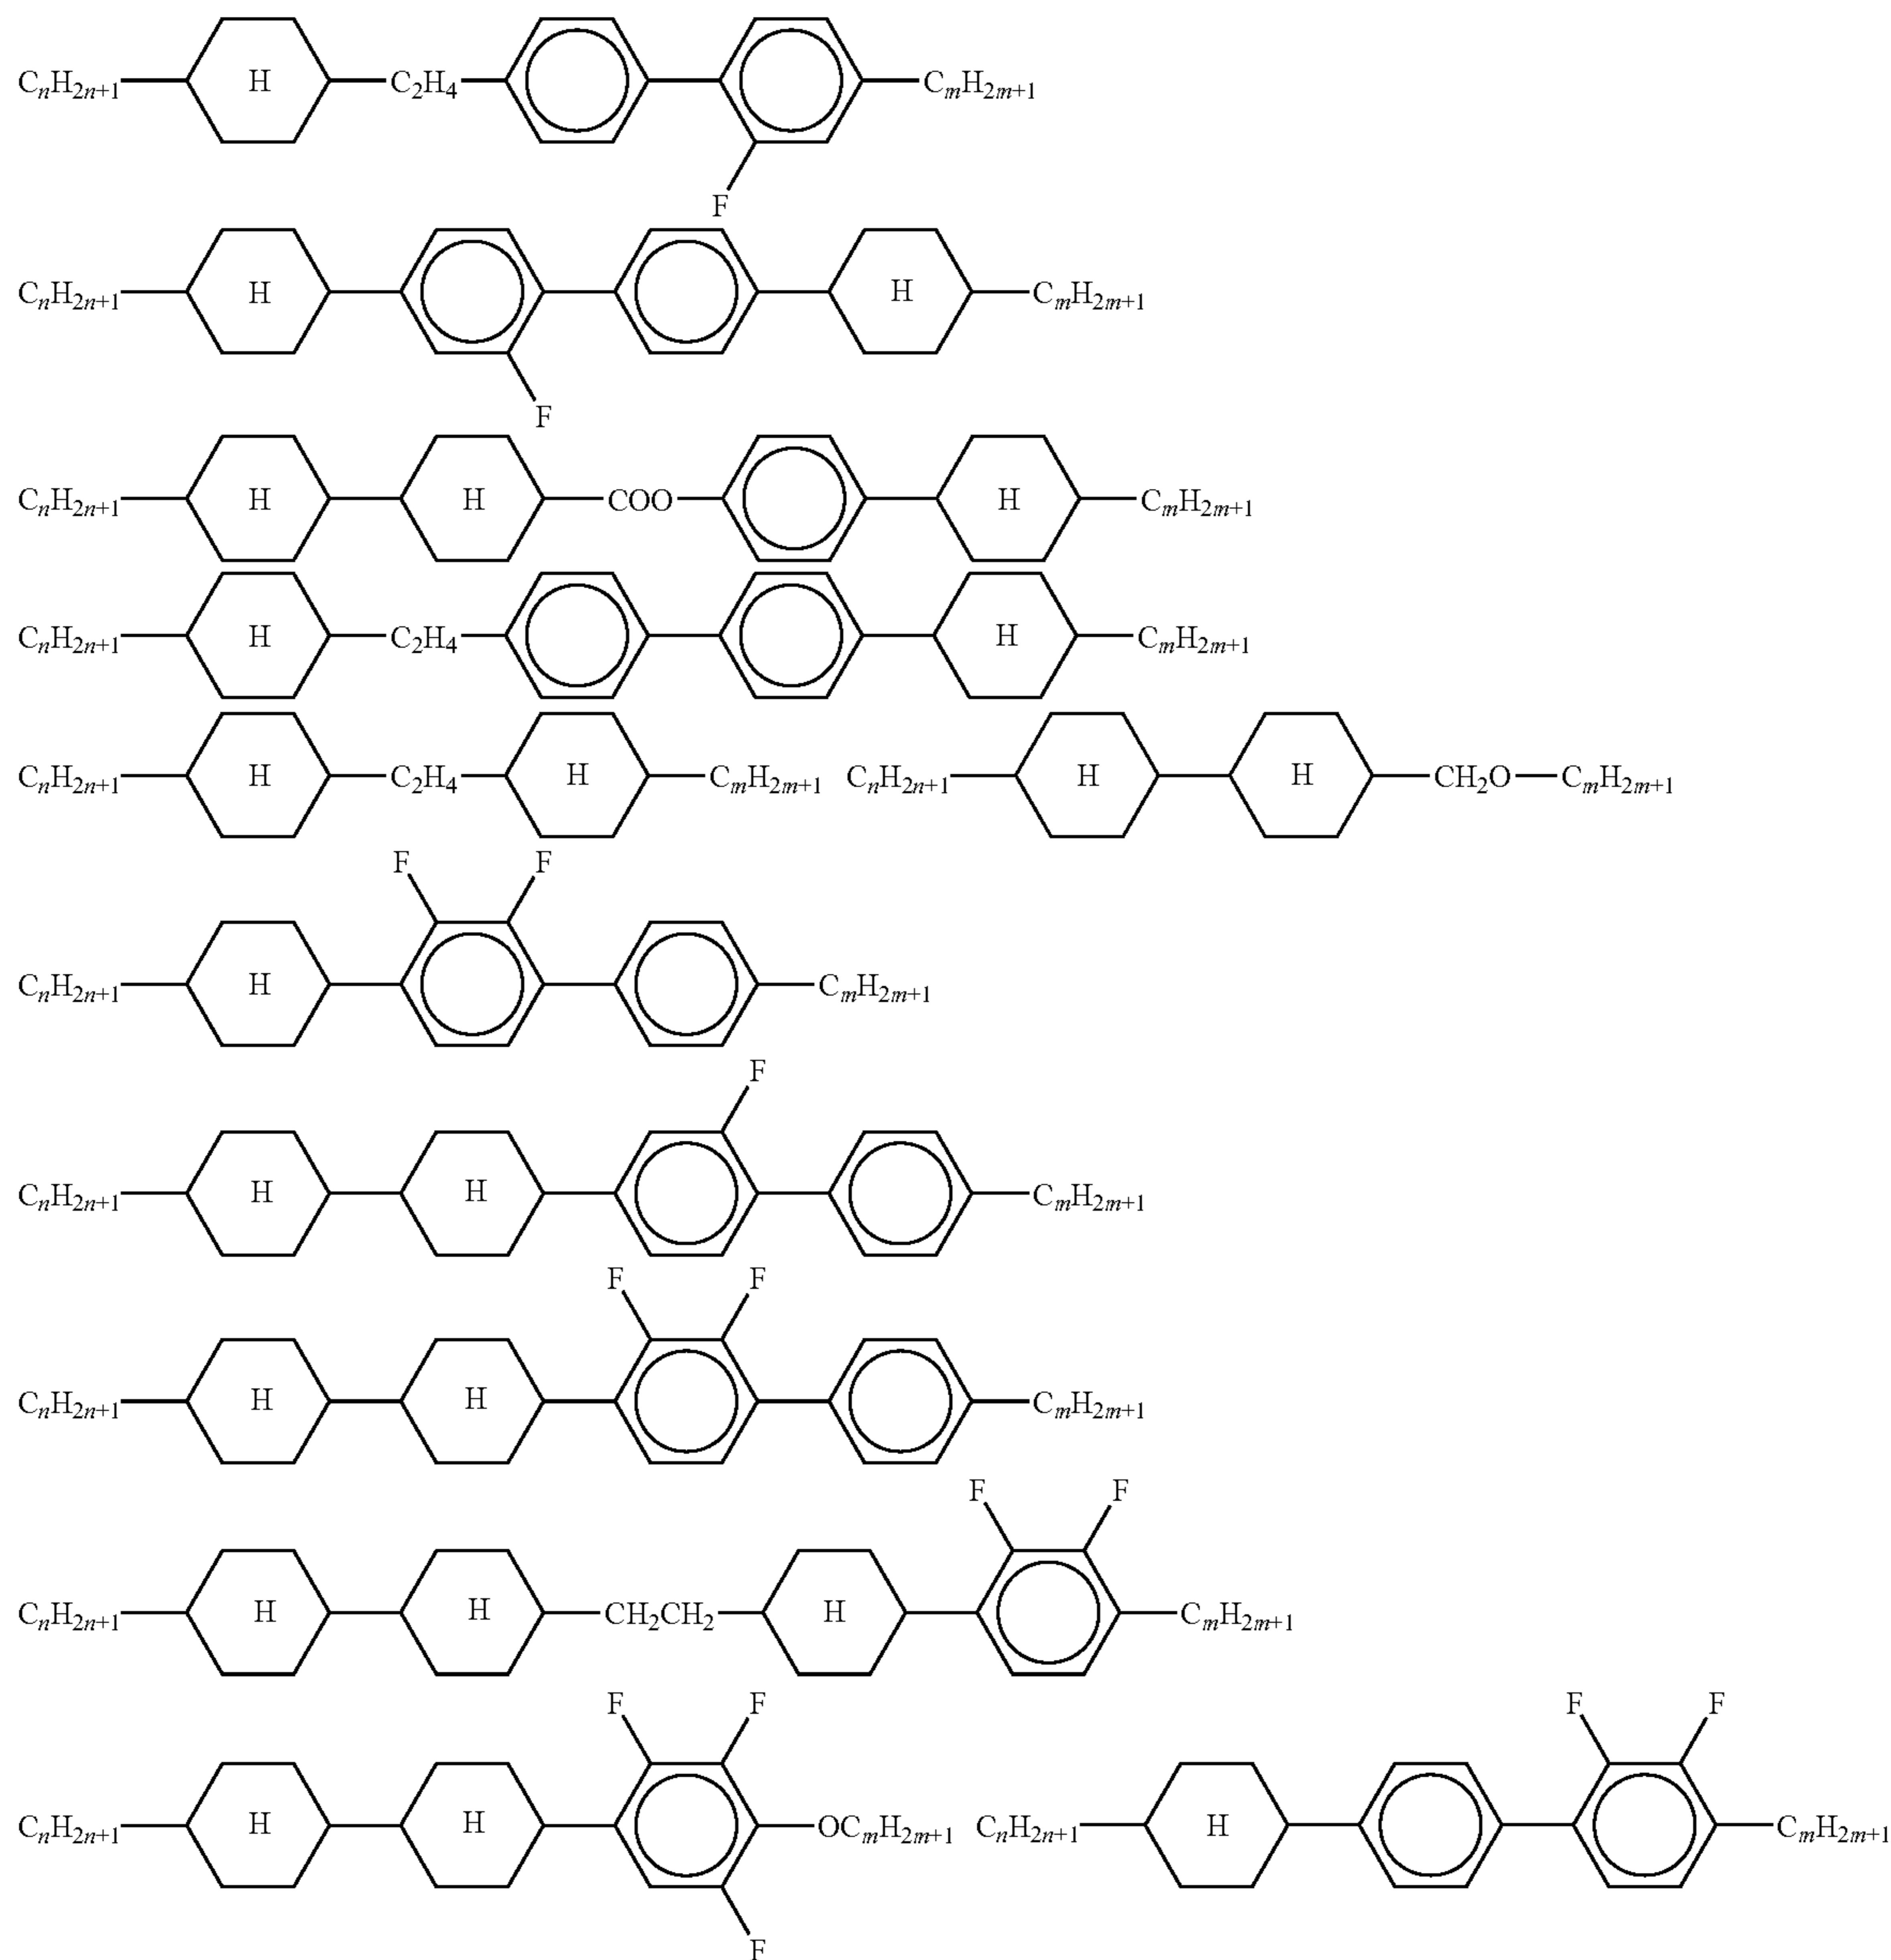 CnH2n+1 H C2H4 CmH2m+1
F
CnH2n+1 H H CmH2m+1
F
CnH2n+1 H H COO H CmH2m+1
CnH2n+1 H C2H4 H CmH2m+1
CnH2n+1 H C2H4 H CmH2m+1 CnH2n+1 H H CH2O CmH2m+1
F F
CnH2n+1 H CmH2m+1
F
CnH2n+1 H H CmH2m+1
F F
CnH2n+1 H H CmH2m+1
F F
CnH2n+1 H H CH2CH2 H CmH2m+1
F F F F
CnH2n+1 H H OCmH2m+1 CnH2n+1 H CmH2m+1
F